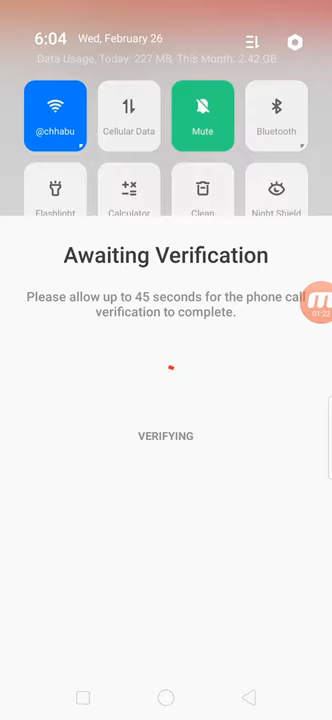 6:04 Wed, February 26
Data Usage, Today: 227 MB, This Month: 2.42 GB
@chhabu Cellular Data Mute Bluetooth
Flashlight Calculator Clean Night Shield
Awaiting Verification
Please allow up to 45 seconds for the phone call
verification to complete.
01:22
VERIFYING